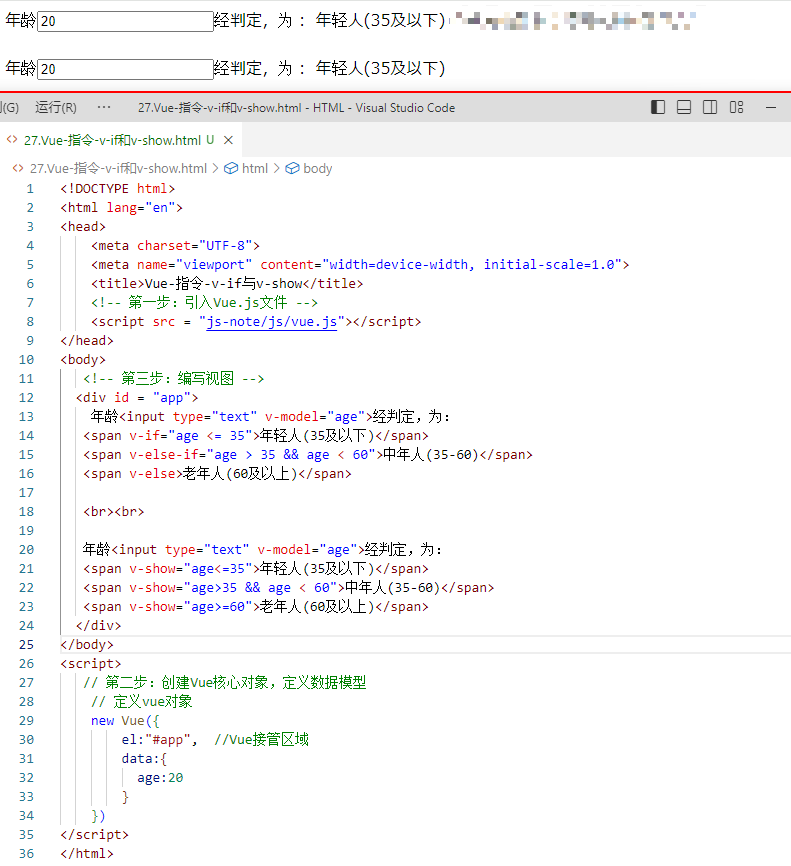 年龄20经判定，为： 年轻人(35及以下)
年龄20经判定，为： 年轻人(35及以下)
(G) 运行(R) ··· 27.Vue-指令-v-if和v-show.html - HTML - Visual Studio Code
<> 27.Vue-指令-v-if和v-show.html U ×
<> 27.Vue-指令-v-if和v-show.html > html > body
1 <!DOCTYPE html>
2 <html lang="en">
3 <head>
4 <meta charset="UTF-8">
5 <meta name="viewport" content="width=device-width, initial-scale=1.0">
6 <title>Vue-指令-v-if与v-show</title>
7 <!-- 第一步：引入Vue.js文件 -->
8 <script src = "js-note/js/vue.js"></script>
9 </head>
10 <body>
11 <!-- 第三步：编写视图 -->
12 <div id = "app">
13 年龄<input type="text" v-model="age">经判定，为：
14 <span v-if="age <= 35">年轻人(35及以下)</span>
15 <span v-else-if="age > 35 && age < 60">中年人(35-60)</span>
16 <span v-else>老年人(60及以上)</span>
17
18 <br><br>
19
20 年龄<input type="text" v-model="age">经判定，为：
21 <span v-show="age<=35">年轻人(35及以下)</span>
22 <span v-show="age>35 && age < 60">中年人(35-60)</span>
23 <span v-show="age>=60">老年人(60及以上)</span>
24 </div>
25 </body>
26 <script>
27 // 第二步：创建Vue核心对象，定义数据模型
28 // 定义vue对象
29 new Vue({
30 el:"#app", //Vue接管区域
31 data:{
32 age:20
33 }
34 })
35 </script>
36 </html>